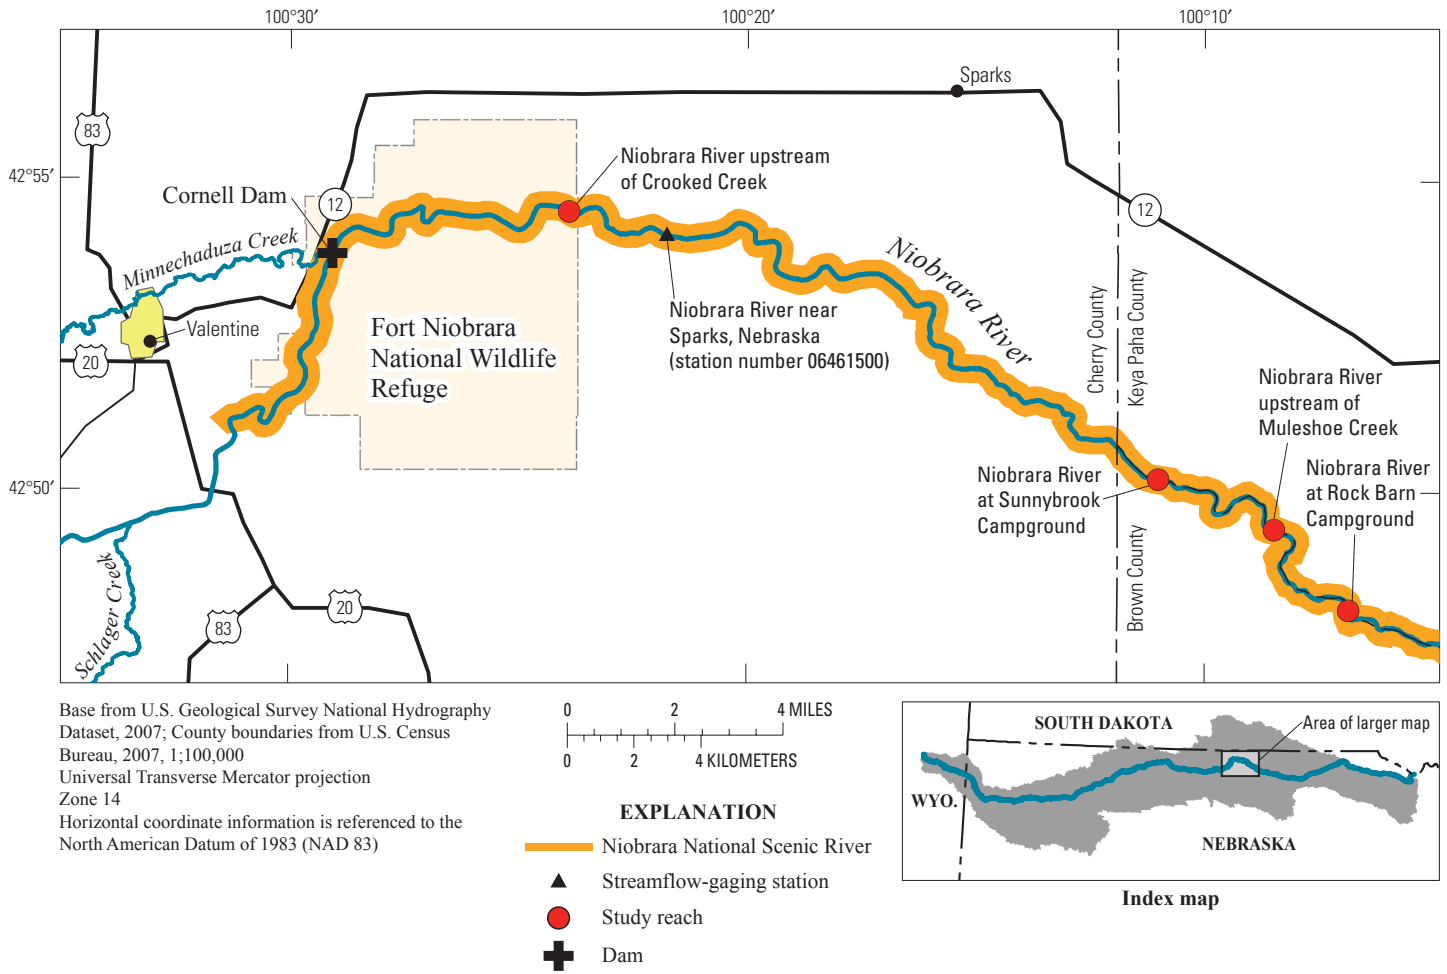 100°30′
100°20′
100°10′
42°55′
42°50′
83
Sparks
Niobrara River upstream
of Crooked Creek
Cornell Dam
12
12
Minnechaduza Creek
Niobrara River
Valentine
20
Fort Niobrara
National Wildlife
Refuge
Niobrara River near
Sparks, Nebraska
(station number 06461500)
Cherry County
Keya Paha County
Brown County
Niobrara River
upstream of
Muleshoe Creek
Niobrara River
at Sunnybrook
Campground
Niobrara River
at Rock Barn
Campground
Schlager Creek
83
20
Base from U.S. Geological Survey National Hydrography
Dataset, 2007; County boundaries from U.S. Census
Bureau, 2007, 1;100,000
Universal Transverse Mercator projection
Zone 14
Horizontal coordinate information is referenced to the
North American Datum of 1983 (NAD 83)
0 2 4 MILES
0 2 4 KILOMETERS
EXPLANATION
Niobrara National Scenic River
Streamflow-gaging station
Study reach
Dam
SOUTH DAKOTA
Area of larger map
WYO.
NEBRASKA
Index map